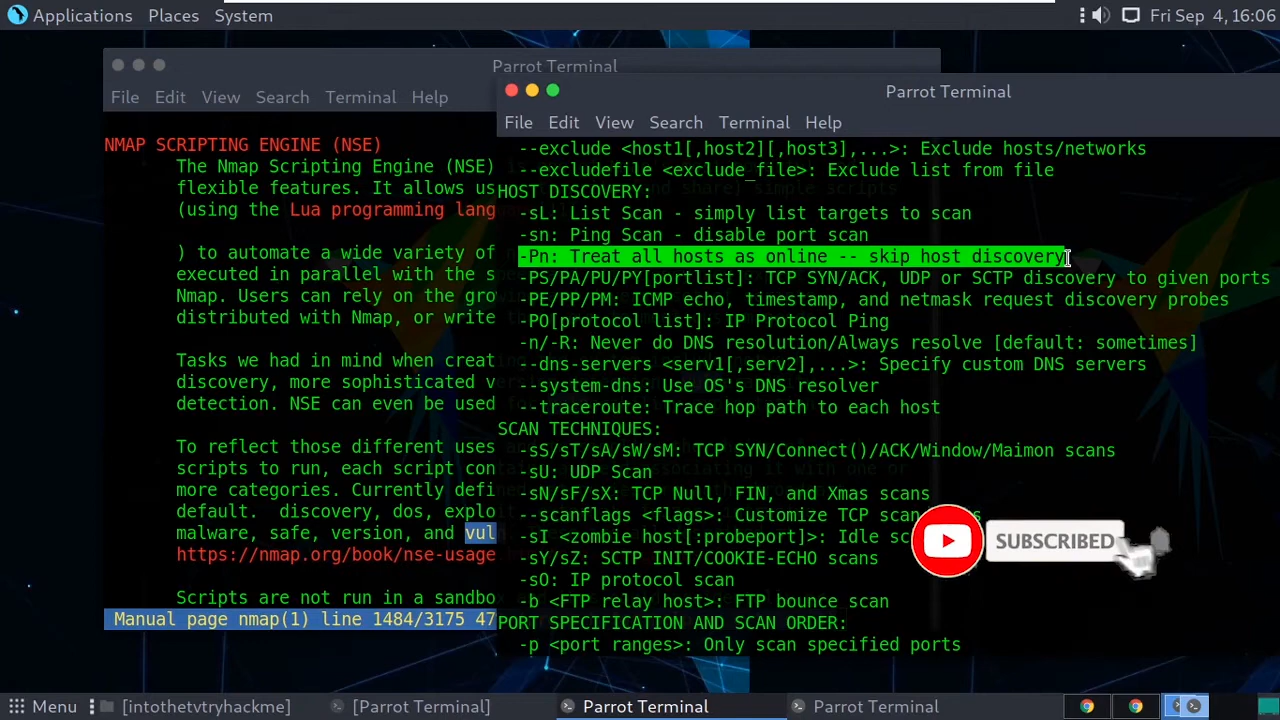 Applications Places System Fri Sep 4, 16:06
Parrot Terminal
File Edit View Search Terminal Help
NMAP SCRIPTING ENGINE (NSE)
The Nmap Scripting Engine (NSE)
flexible features. It allows us
(using the Lua programming lang
) to automate a wide variety of
executed in parallel with the s
Nmap. Users can rely on the gro
distributed with Nmap, or write
Tasks we had in mind when creat
discovery, more sophisticated v
detection. NSE can even be used
To reflect those different uses
scripts to run, each script con
more categories. Currently defi
default. discovery, dos, explo
malware, safe, version, and vul
https://nmap.org/book/nse-usage
Scripts are not run in a sandbo
Manual page nmap(1) line 1484/3175 47
Parrot Terminal
File Edit View Search Terminal Help
--exclude <host1[,host2][,host3],...>: Exclude hosts/networks
--excludefile <exclude_file>: Exclude list from file
HOST DISCOVERY:
-sL: List Scan - simply list targets to scan
-sn: Ping Scan - disable port scan
-Pn: Treat all hosts as online -- skip host discovery
-PS/PA/PU/PY[portlist]: TCP SYN/ACK, UDP or SCTP discovery to given ports
-PE/PP/PM: ICMP echo, timestamp, and netmask request discovery probes
-PO[protocol list]: IP Protocol Ping
-n/-R: Never do DNS resolution/Always resolve [default: sometimes]
--dns-servers <serv1[,serv2],...>: Specify custom DNS servers
--system-dns: Use OS's DNS resolver
--traceroute: Trace hop path to each host
SCAN TECHNIQUES:
-sS/sT/sA/sW/sM: TCP SYN/Connect()/ACK/Window/Maimon scans
-sU: UDP Scan
-sN/sF/sX: TCP Null, FIN, and Xmas scans
--scanflags <flags>: Customize TCP scan
-sI <zombie host[:probeport]>: Idle sc
-sY/sZ: SCTP INIT/COOKIE-ECHO scans
-sO: IP protocol scan
-b <FTP relay host>: FTP bounce scan
PORT SPECIFICATION AND SCAN ORDER:
-p <port ranges>: Only scan specified ports
SUBSCRIBED
Menu [intothetvtryhackme] [Parrot Terminal] Parrot Terminal Parrot Terminal